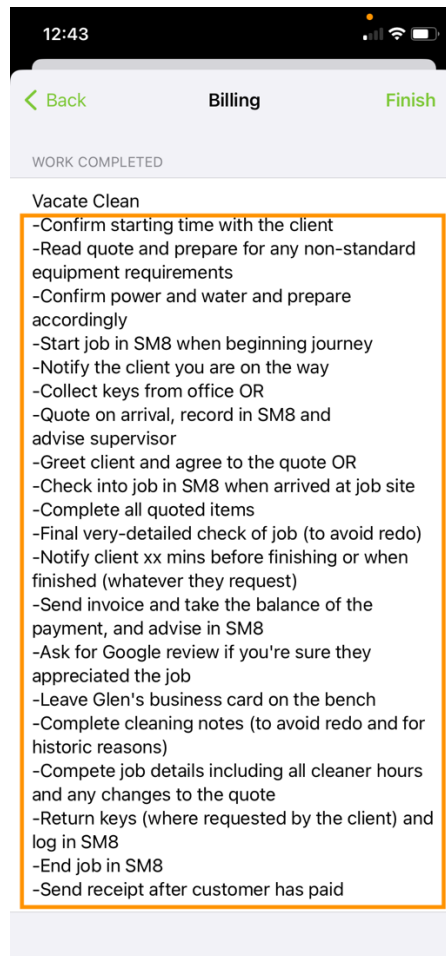 12:43
Back
Billing
Finish
WORK COMPLETED
Vacate Clean
-Confirm starting time with the client
-Read quote and prepare for any non-standard
equipment requirements
-Confirm power and water and prepare
accordingly
-Start job in SM8 when beginning journey
-Notify the client you are on the way
-Collect keys from office OR
-Quote on arrival, record in SM8 and
advise supervisor
-Greet client and agree to the quote OR
-Check into job in SM8 when arrived at job site
-Complete all quoted items
-Final very-detailed check of job (to avoid redo)
-Notify client xx mins before finishing or when
finished (whatever they request)
-Send invoice and take the balance of the
payment, and advise in SM8
-Ask for Google review if you're sure they
appreciated the job
-Leave Glen's business card on the bench
-Complete cleaning notes (to avoid redo and for
historic reasons)
-Compete job details including all cleaner hours
and any changes to the quote
-Return keys (where requested by the client) and
log in SM8
-End job in SM8
-Send receipt after customer has paid